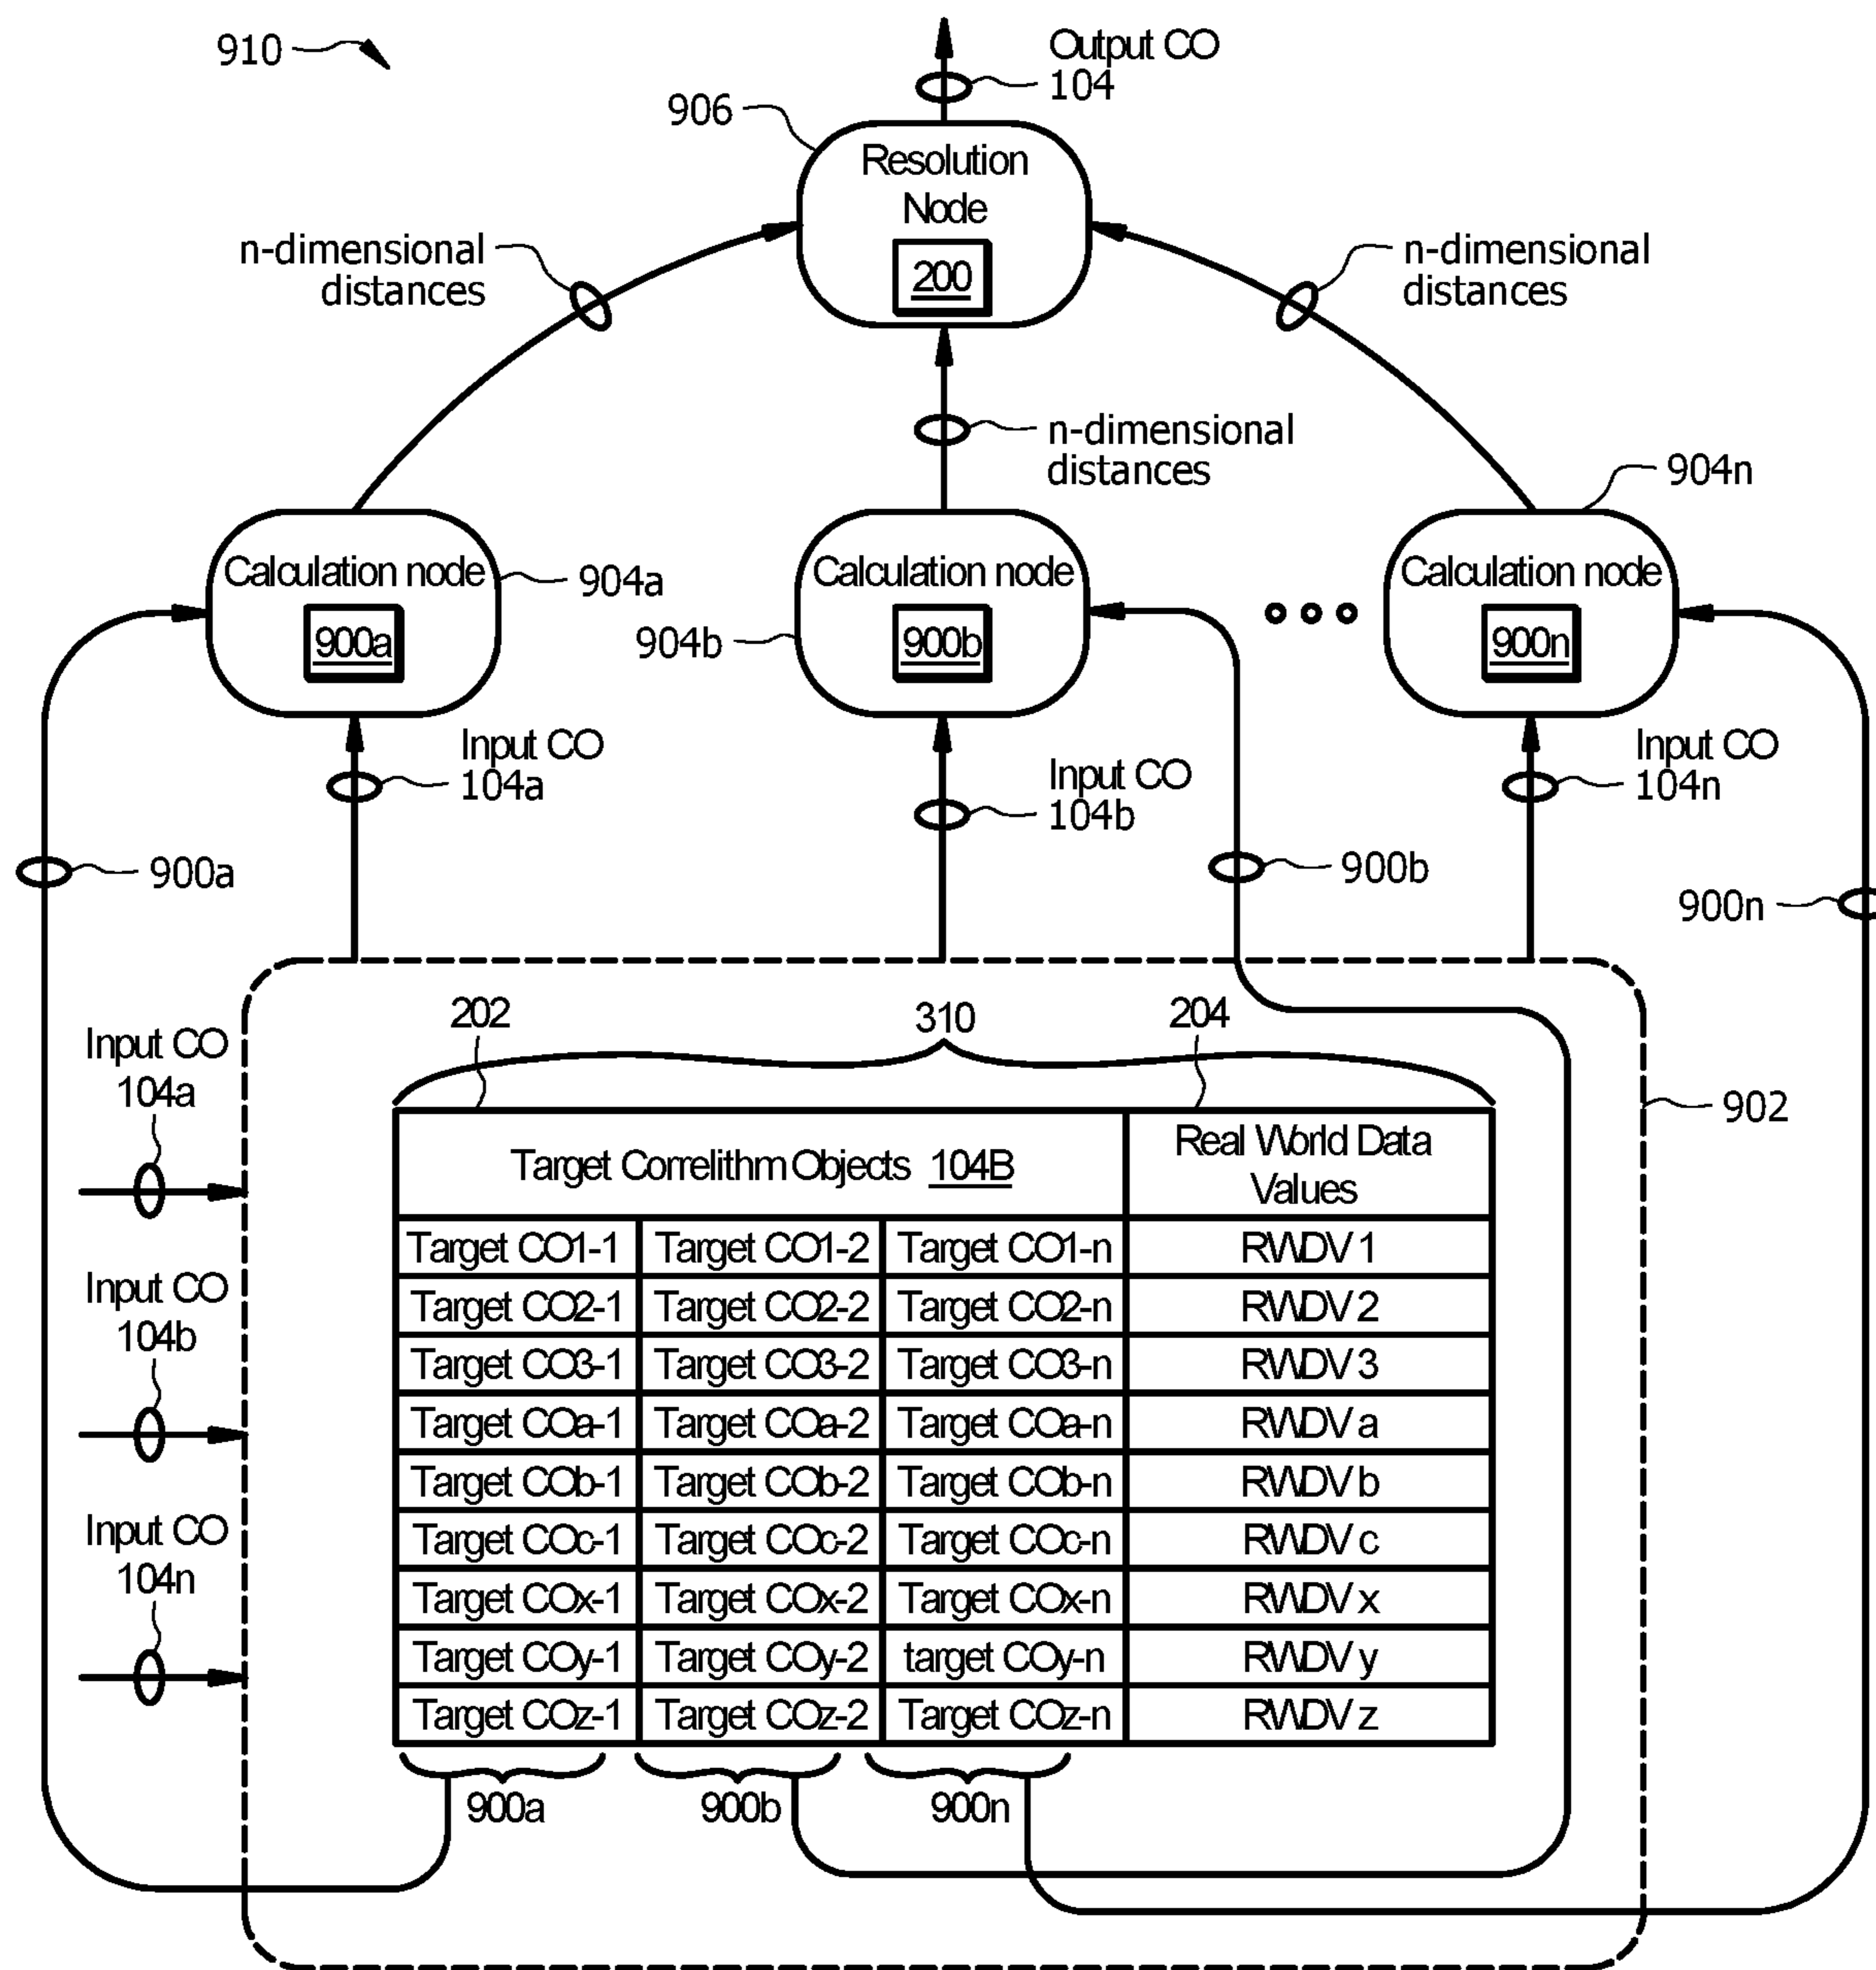 910
Output CO
104
906
Resolution
Node
200
n-dimensional
distances
n-dimensional
distances
n-dimensional
distances
904n
Calculation node
900a
904a
Calculation node
900b
904b
Calculation node
900n
Input CO
104a
Input CO
104b
Input CO
104n
900a
900b
900n
202
310
204
902
Input CO
104a
Input CO
104b
Input CO
104n
Target Correlithm Objects 104B
Real World Data
Values
Target CO1-1 Target CO1-2 Target CO1-n RWDV 1
Target CO2-1 Target CO2-2 Target CO2-n RWDV 2
Target CO3-1 Target CO3-2 Target CO3-n RWDV 3
Target COa-1 Target COa-2 Target COa-n RWDV a
Target COb-1 Target COb-2 Target COb-n RWDV b
Target COc-1 Target COc-2 Target COc-n RWDV c
Target COx-1 Target COx-2 Target COx-n RWDV x
Target COy-1 Target COy-2 target COy-n RWDV y
Target COz-1 Target COz-2 Target COz-n RWDV z
900a
900b
900n